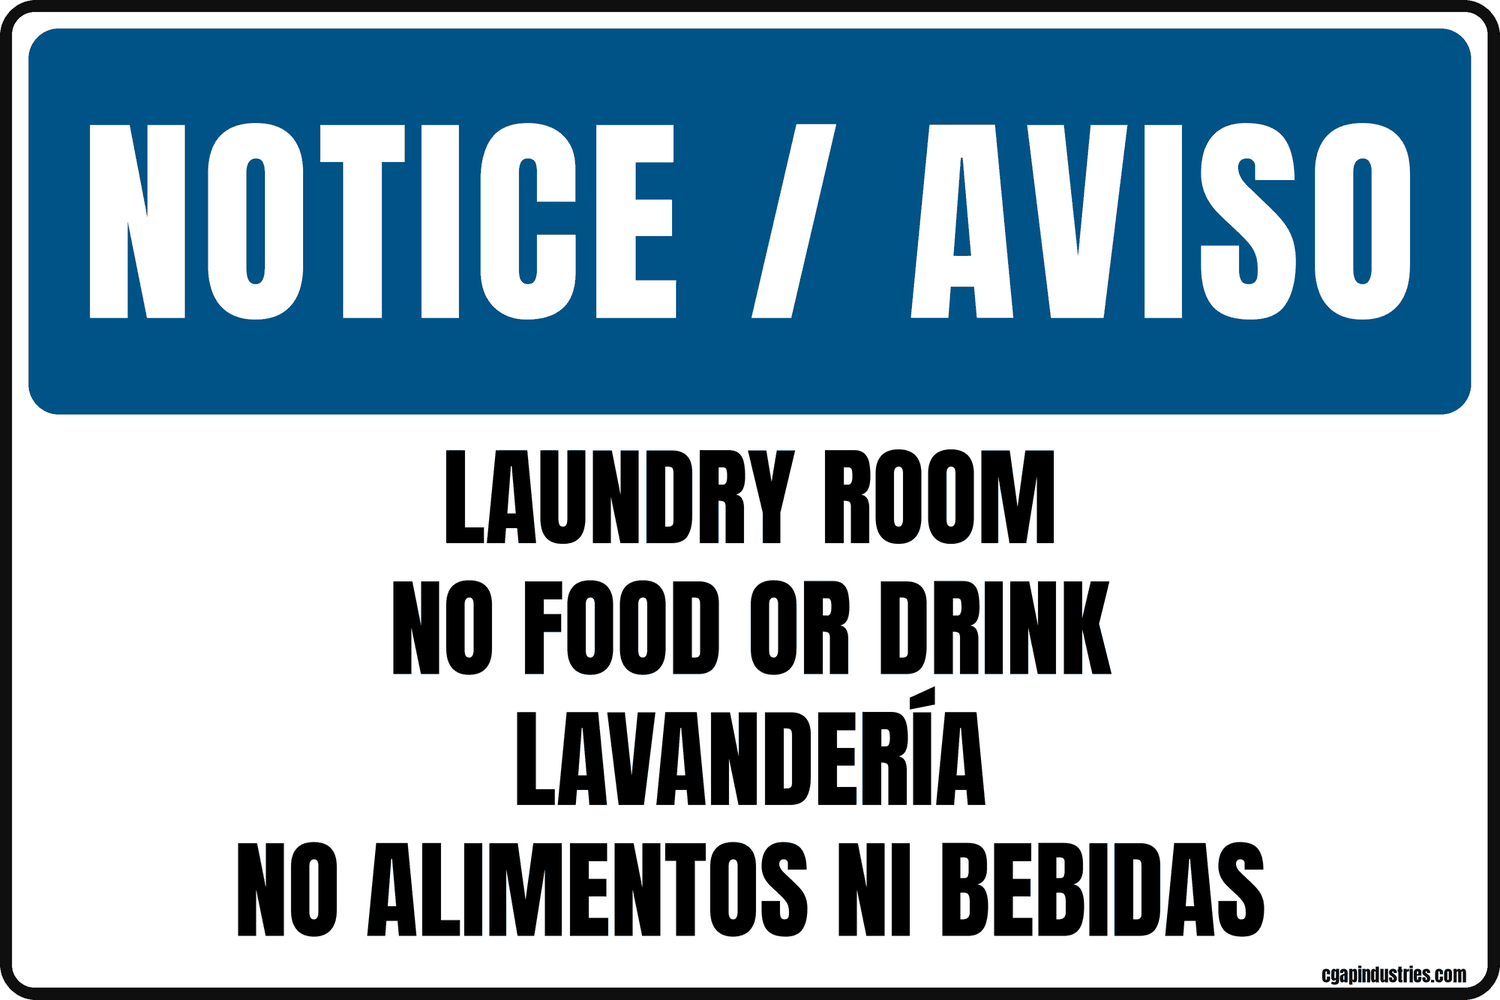 NOTICE / AVISO
LAUNDRY ROOM
NO FOOD OR DRINK
LAVANDERÍA
NO ALIMENTOS NI BEBIDAS
cgapindustries.com